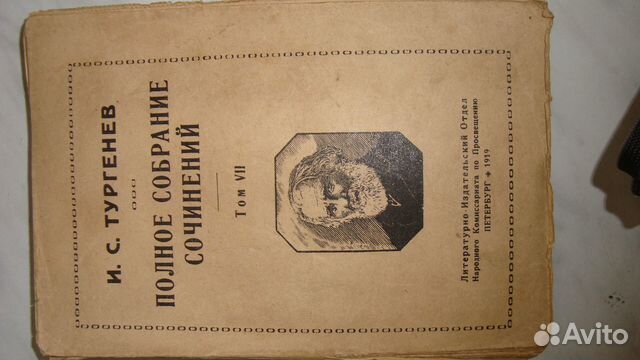 И. С. ТУРГЕНЕВ
ПОЛНОЕ СОБРАНИЕ
СОЧИНЕНИЙ
Том VII
Литературно-Издательский Отдел
Народного Комиссариата по Просвещению
ПЕТЕРБУРГ + 1919
Avito